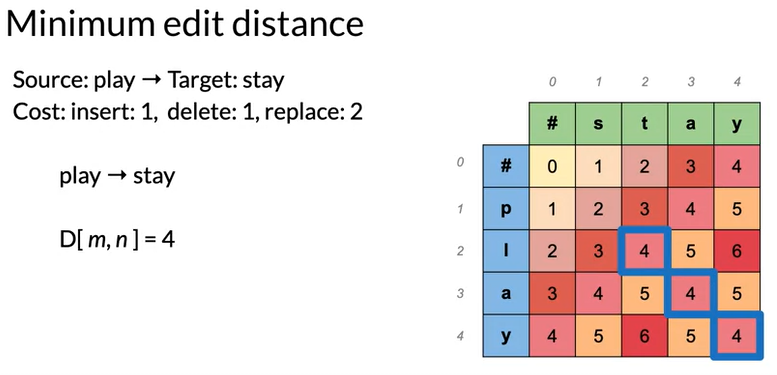 Minimum edit distance
Source: play → Target: stay
Cost: insert: 1, delete: 1, replace: 2
play → stay
D[ m, n ] = 4
0 1 2 3 4
# s t a y
0 # 0 1 2 3 4
1 p 1 2 3 4 5
2 l 2 3 4 5 6
3 a 3 4 5 4 5
4 y 4 5 6 5 4